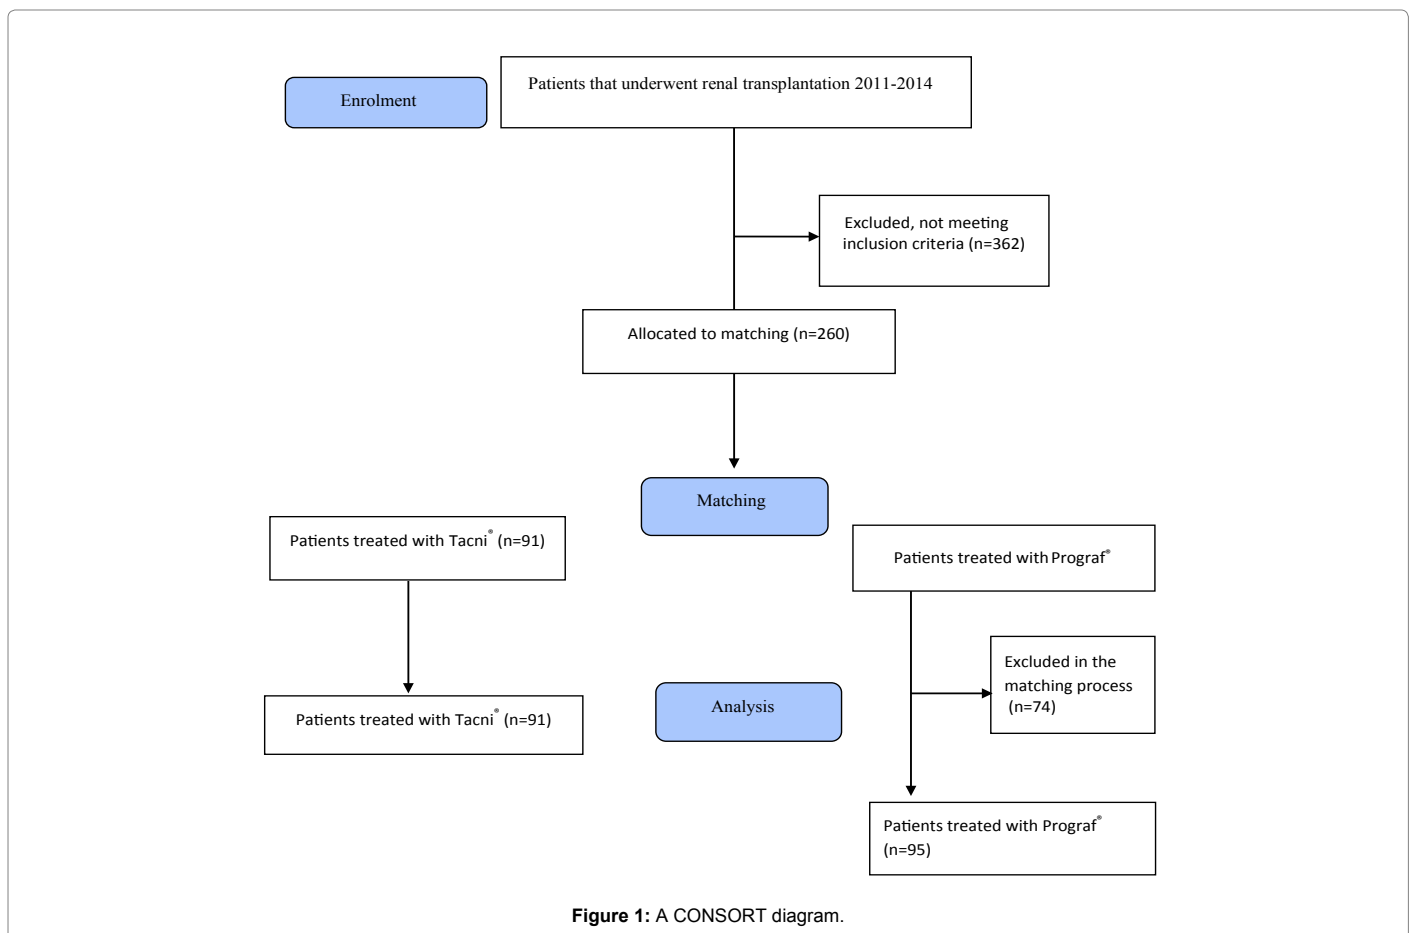 Enrolment
Patients that underwent renal transplantation 2011-2014
Excluded, not meeting
inclusion criteria (n=362)
Allocated to matching (n=260)
Matching
Patients treated with Tacni® (n=91)
Patients treated with Prograf®
Excluded in the
matching process
(n=74)
Analysis
Patients treated with Tacni® (n=91)
Patients treated with Prograf®
(n=95)
Figure 1: A CONSORT diagram.